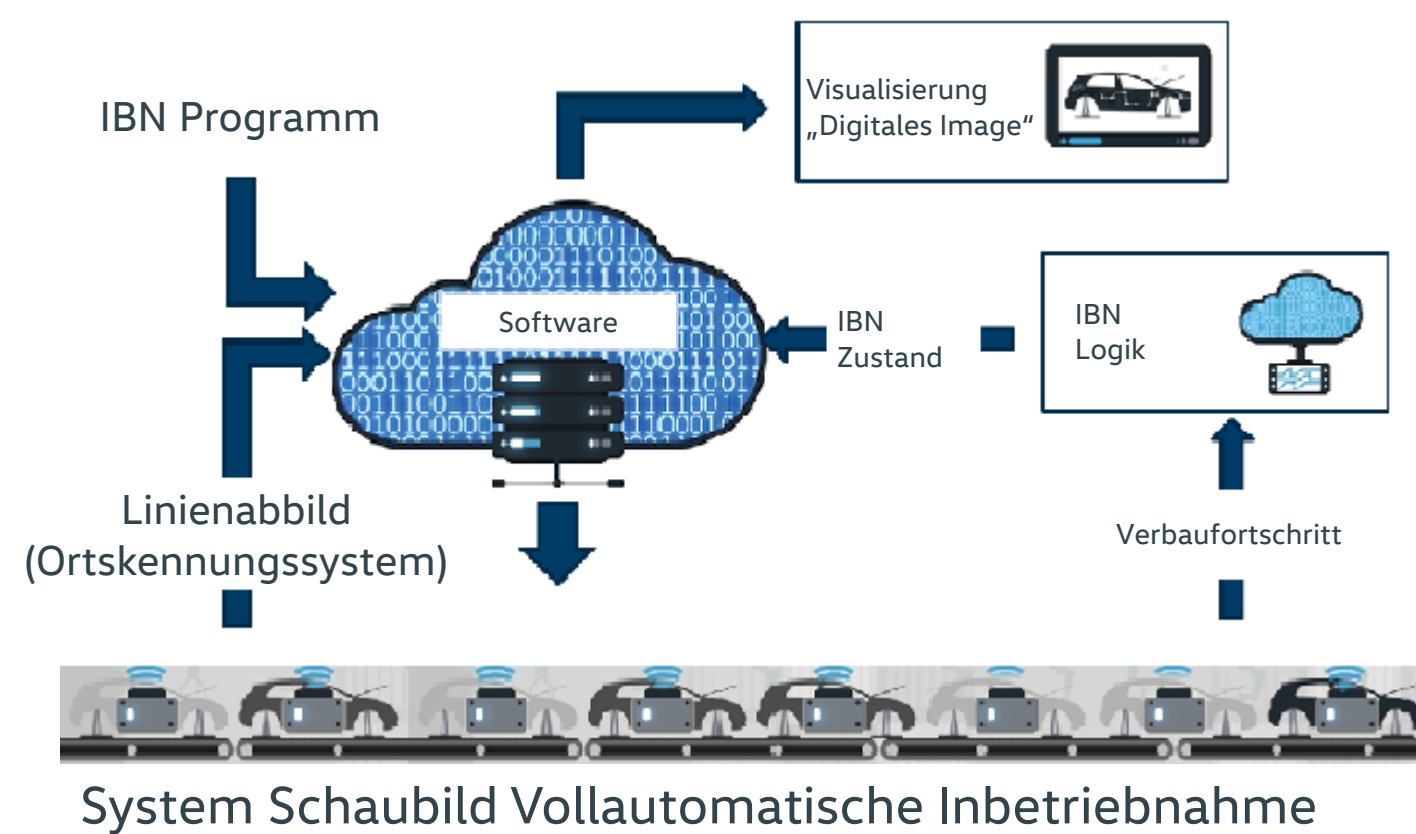 IBN Programm
Visualisierung
„Digitales Image“
Software
IBN
Zustand
IBN
Logik
Linienabbild
(Ortskennungssystem)
Verbaufortschritt
System Schaubild Vollautomatische Inbetriebnahme